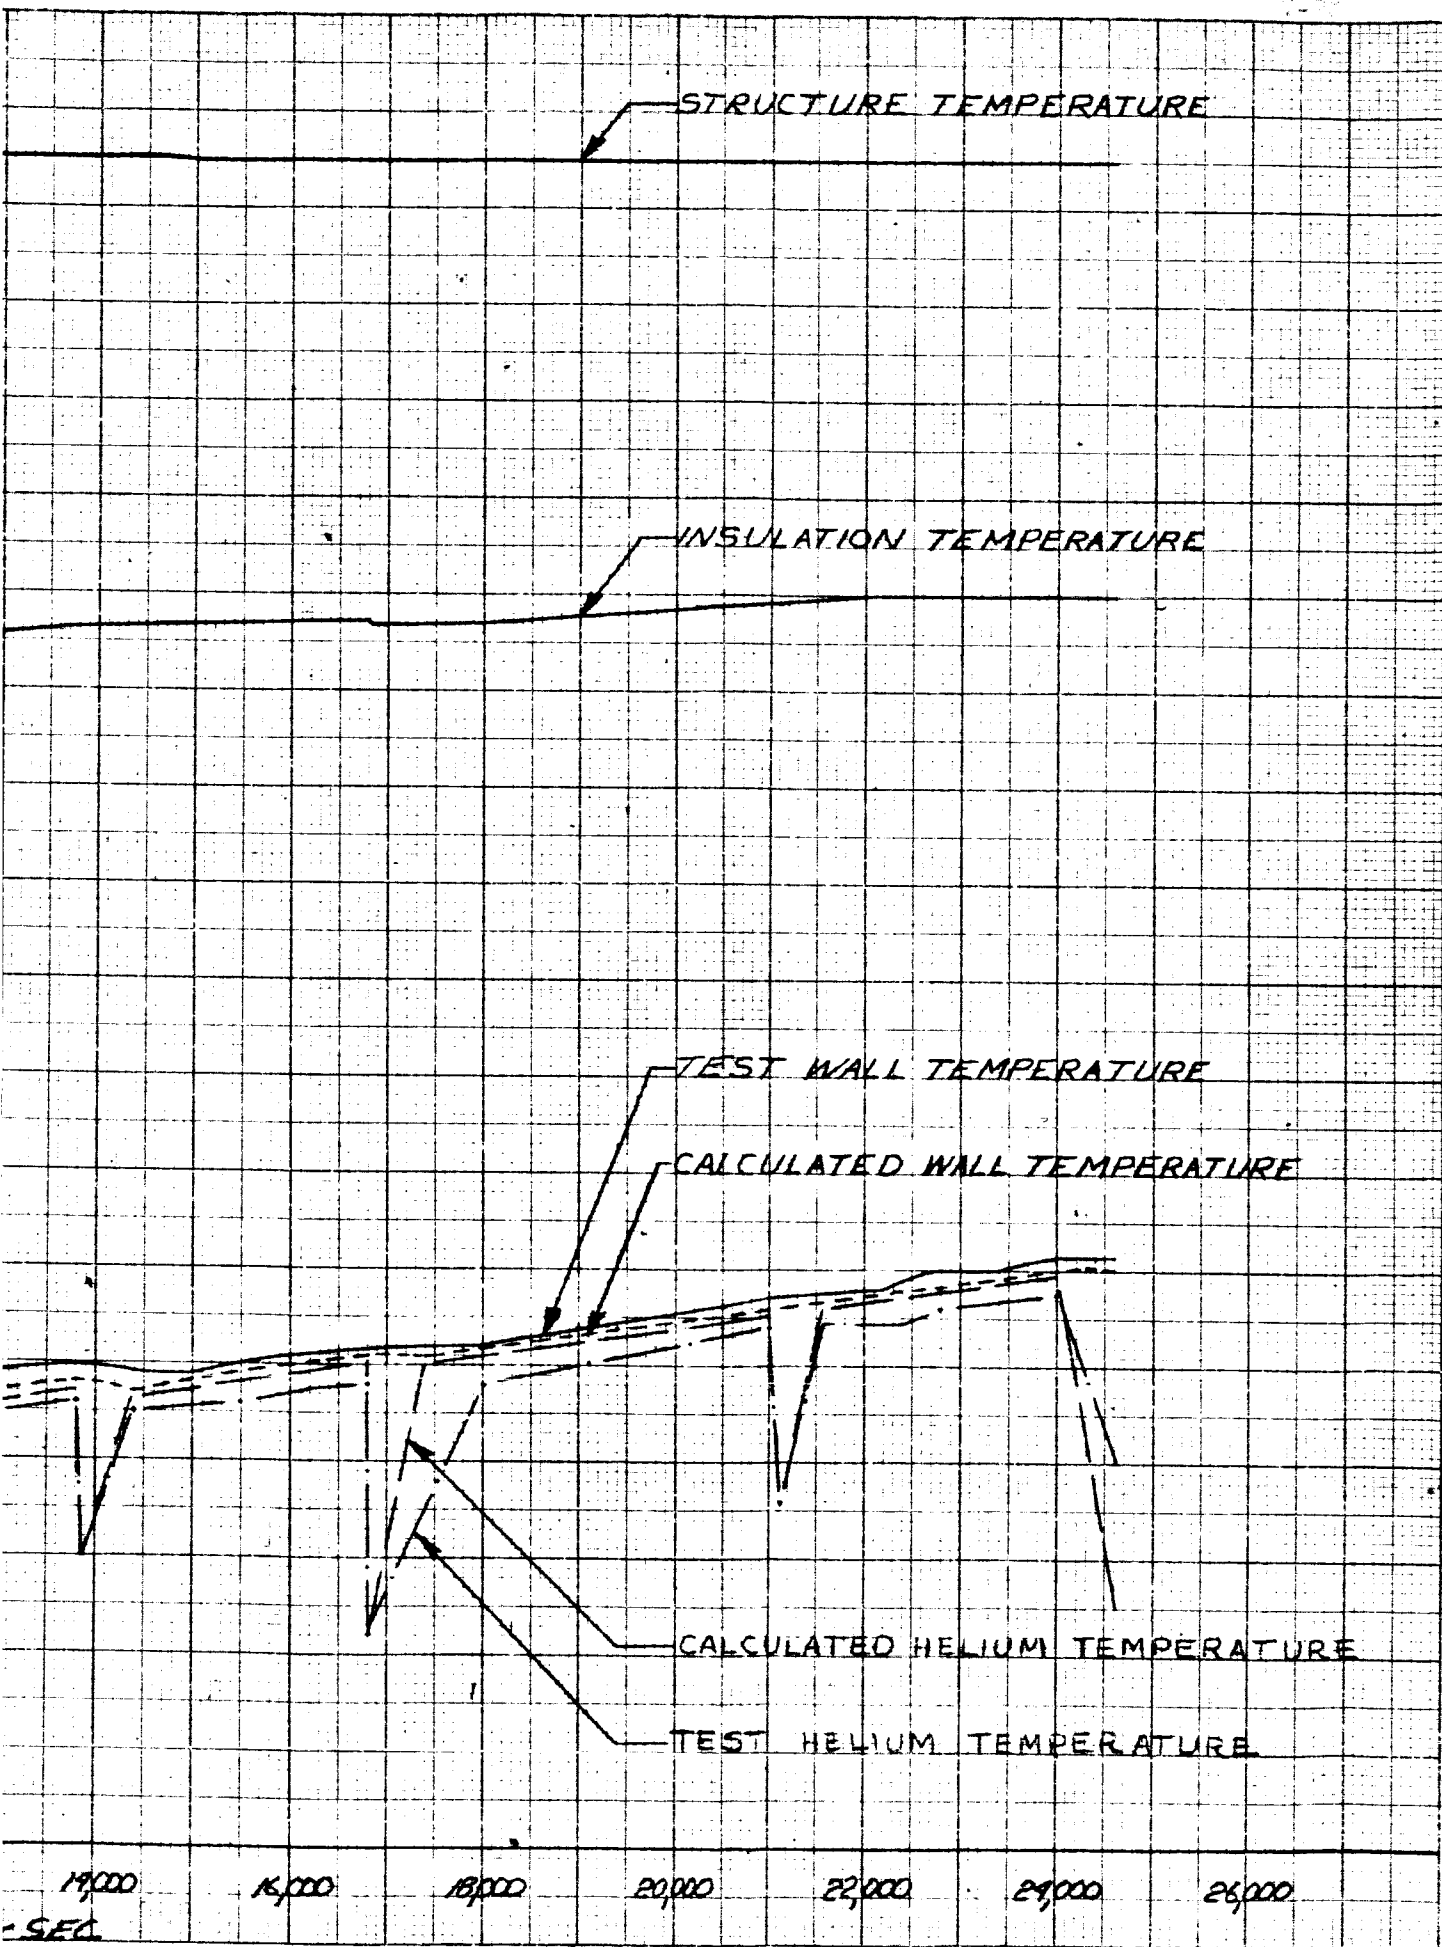 STRUCTURE TEMPERATURE
INSULATION TEMPERATURE
TEST WALL TEMPERATURE
CALCULATED WALL TEMPERATURE
CALCULATED HELIUM TEMPERATURE
TEST HELIUM TEMPERATURE
14,000 16,000 18,000 20,000 22,000 24,000 26,000
- SEC